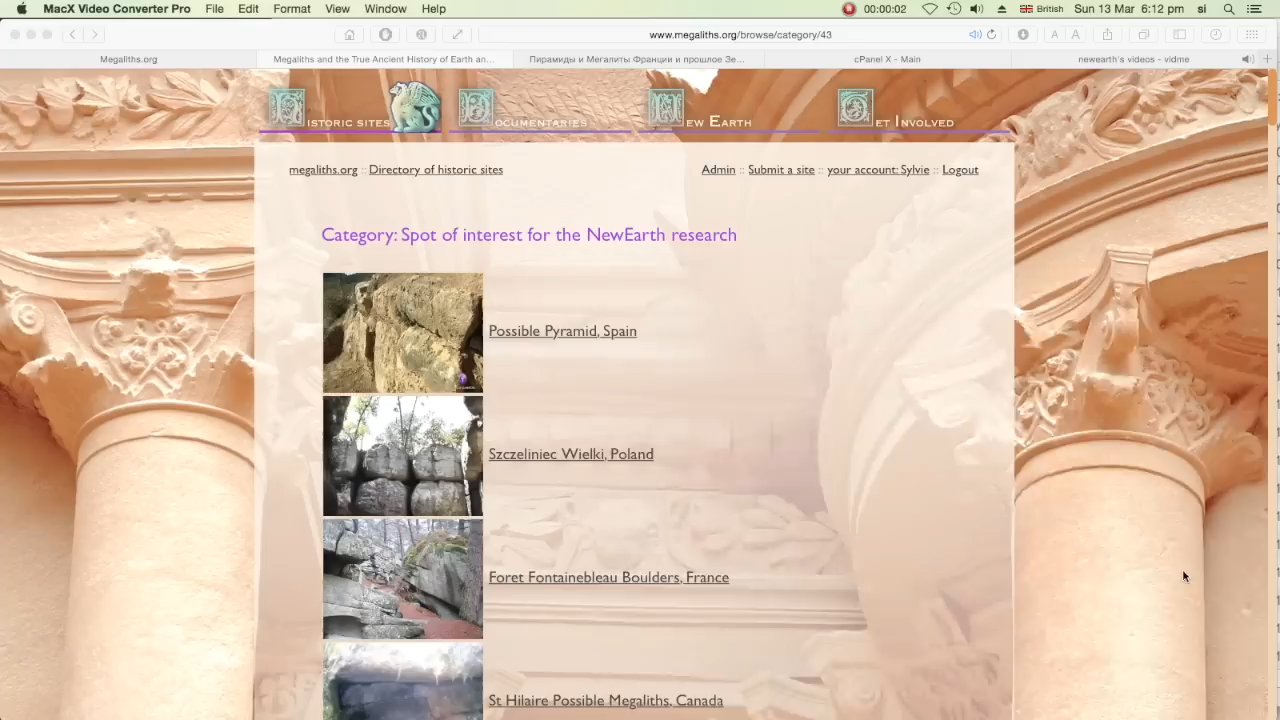 MacX Video Converter Pro File Edit Format View Window Help 00:00:02 British Sun 13 Mar 6:12 pm si
www.megaliths.org/browse/category/43
A A
Megaliths.org Megaliths and the True Ancient History of Earth an... Пирамиды и Мегалиты Франции и прошлое Зе... cPanel X - Main newearth's videos - vidme
HISTORIC SITES DOCUMENTARIES NEW EARTH GET INVOLVED
megaliths.org :: Directory of historic sites Admin :: Submit a site :: your account: Sylvie :: Logout
Category: Spot of interest for the NewEarth research
Possible Pyramid, Spain
Szczeliniec Wielki, Poland
Foret Fontainebleau Boulders, France
St Hilaire Possible Megaliths, Canada